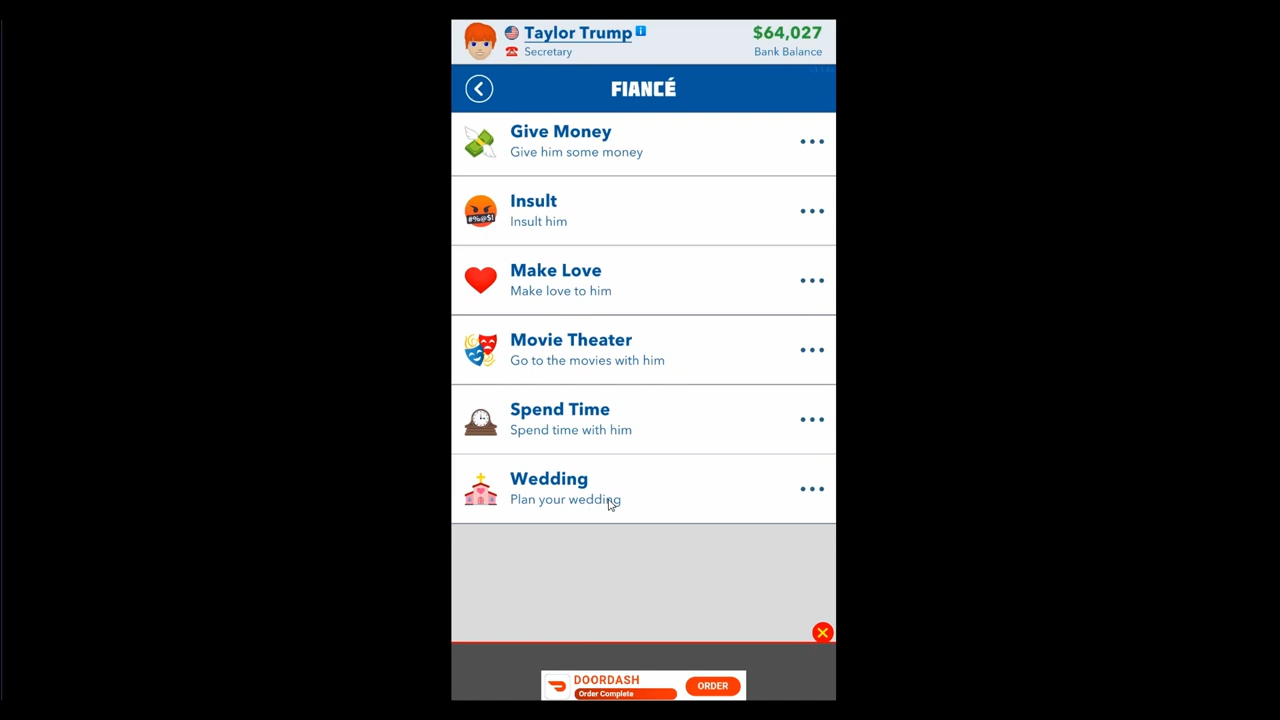 Taylor Trump
$64,027
Secretary
Bank Balance
FIANCÉ
Give Money
Give him some money
Insult
#%@$!
Insult him
Make Love
Make love to him
Movie Theater
Go to the movies with him
Spend Time
Spend time with him
Wedding
Plan your wedding
DOORDASH
Order Complete
ORDER